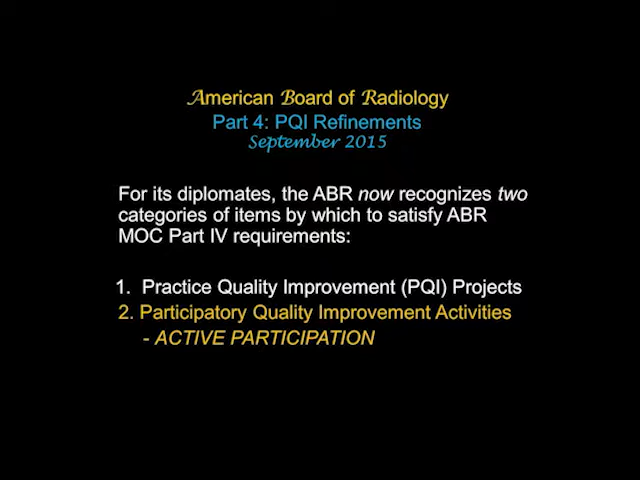 American Board of Radiology
Part 4: PQI Refinements
September 2015
For its diplomates, the ABR now recognizes two
categories of items by which to satisfy ABR
MOC Part IV requirements:
1. Practice Quality Improvement (PQI) Projects
2. Participatory Quality Improvement Activities
- ACTIVE PARTICIPATION